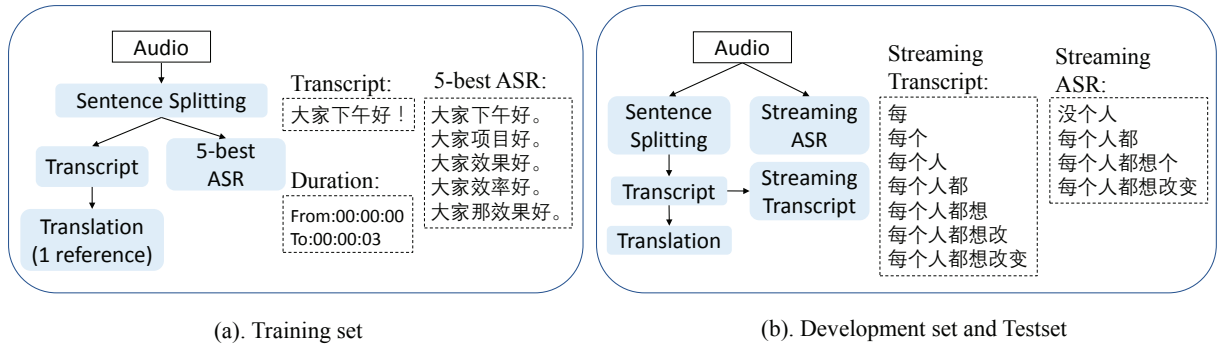 Audio
Sentence Splitting
Transcript
5-best
ASR
Translation
(1 reference)
Transcript:
大家下午好！
Duration:
From:00:00:00
To:00:00:03
5-best ASR:
大家下午好。
大家项目好。
大家效果好。
大家效率好。
大家那效果好。
(a). Training set
Audio
Sentence
Splitting
Streaming
ASR
Transcript
Streaming
Transcript
Translation
Streaming
Transcript:
每
每个
每个人
每个人都
每个人都想
每个人都想改
每个人都想改变
Streaming
ASR:
没个人
每个人都
每个人都想个
每个人都想改变
(b). Development set and Testset